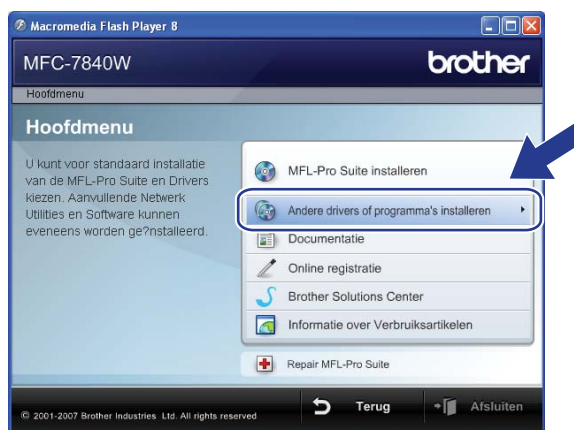 Macromedia Flash Player 8
MFC-7840W
brother
Hoofdmenu
Hoofdmenu
U kunt voor standaard installatie
van de MFL-Pro Suite en Drivers
kiezen. Aanvullende Netwerk
Utilities en Software kunnen
eveneens worden ge?nstalleerd.
MFL-Pro Suite installeren
Andere drivers of programma's installeren
Documentatie
Online registratie
Brother Solutions Center
Informatie over Verbruiksartikelen
Repair MFL-Pro Suite
© 2001-2007 Brother Industries Ltd. All rights reserved
Terug
Afsluiten